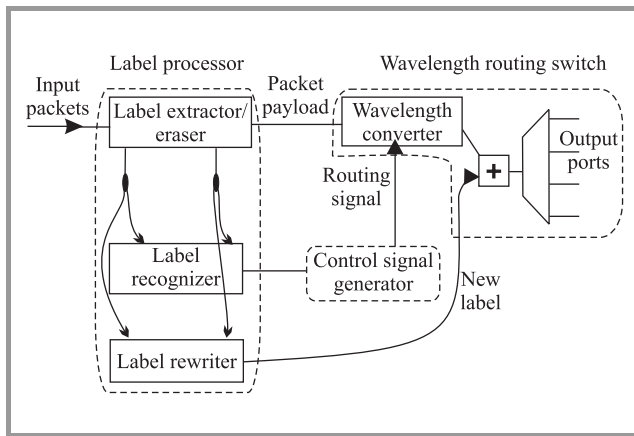 Label processor
Wavelength routing switch
Input
packets
Label extractor/
eraser
Packet
payload
Wavelength
converter
Output
ports
+
Routing
signal
Label
recognizer
Control signal
generator
New
label
Label rewriter